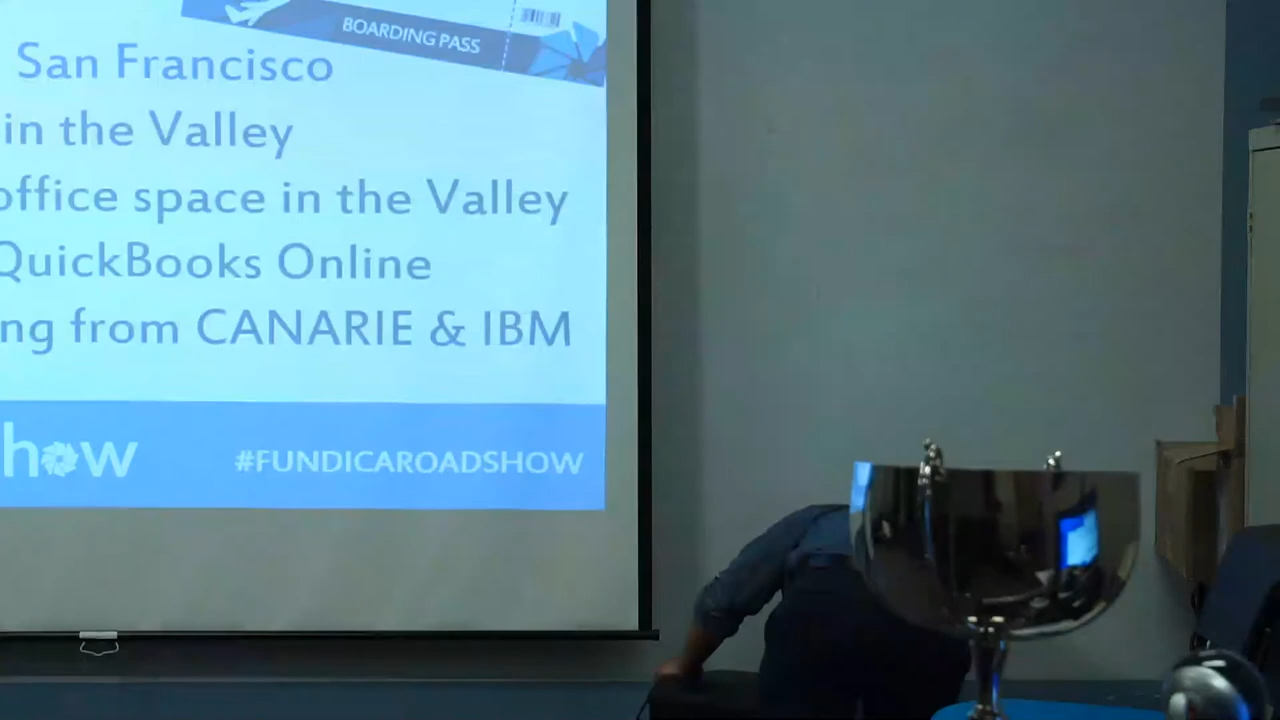 BOARDING PASS
San Francisco
in the Valley
office space in the Valley
QuickBooks Online
ng from CANARIE & IBM
how
#FUNDICAROADSHOW